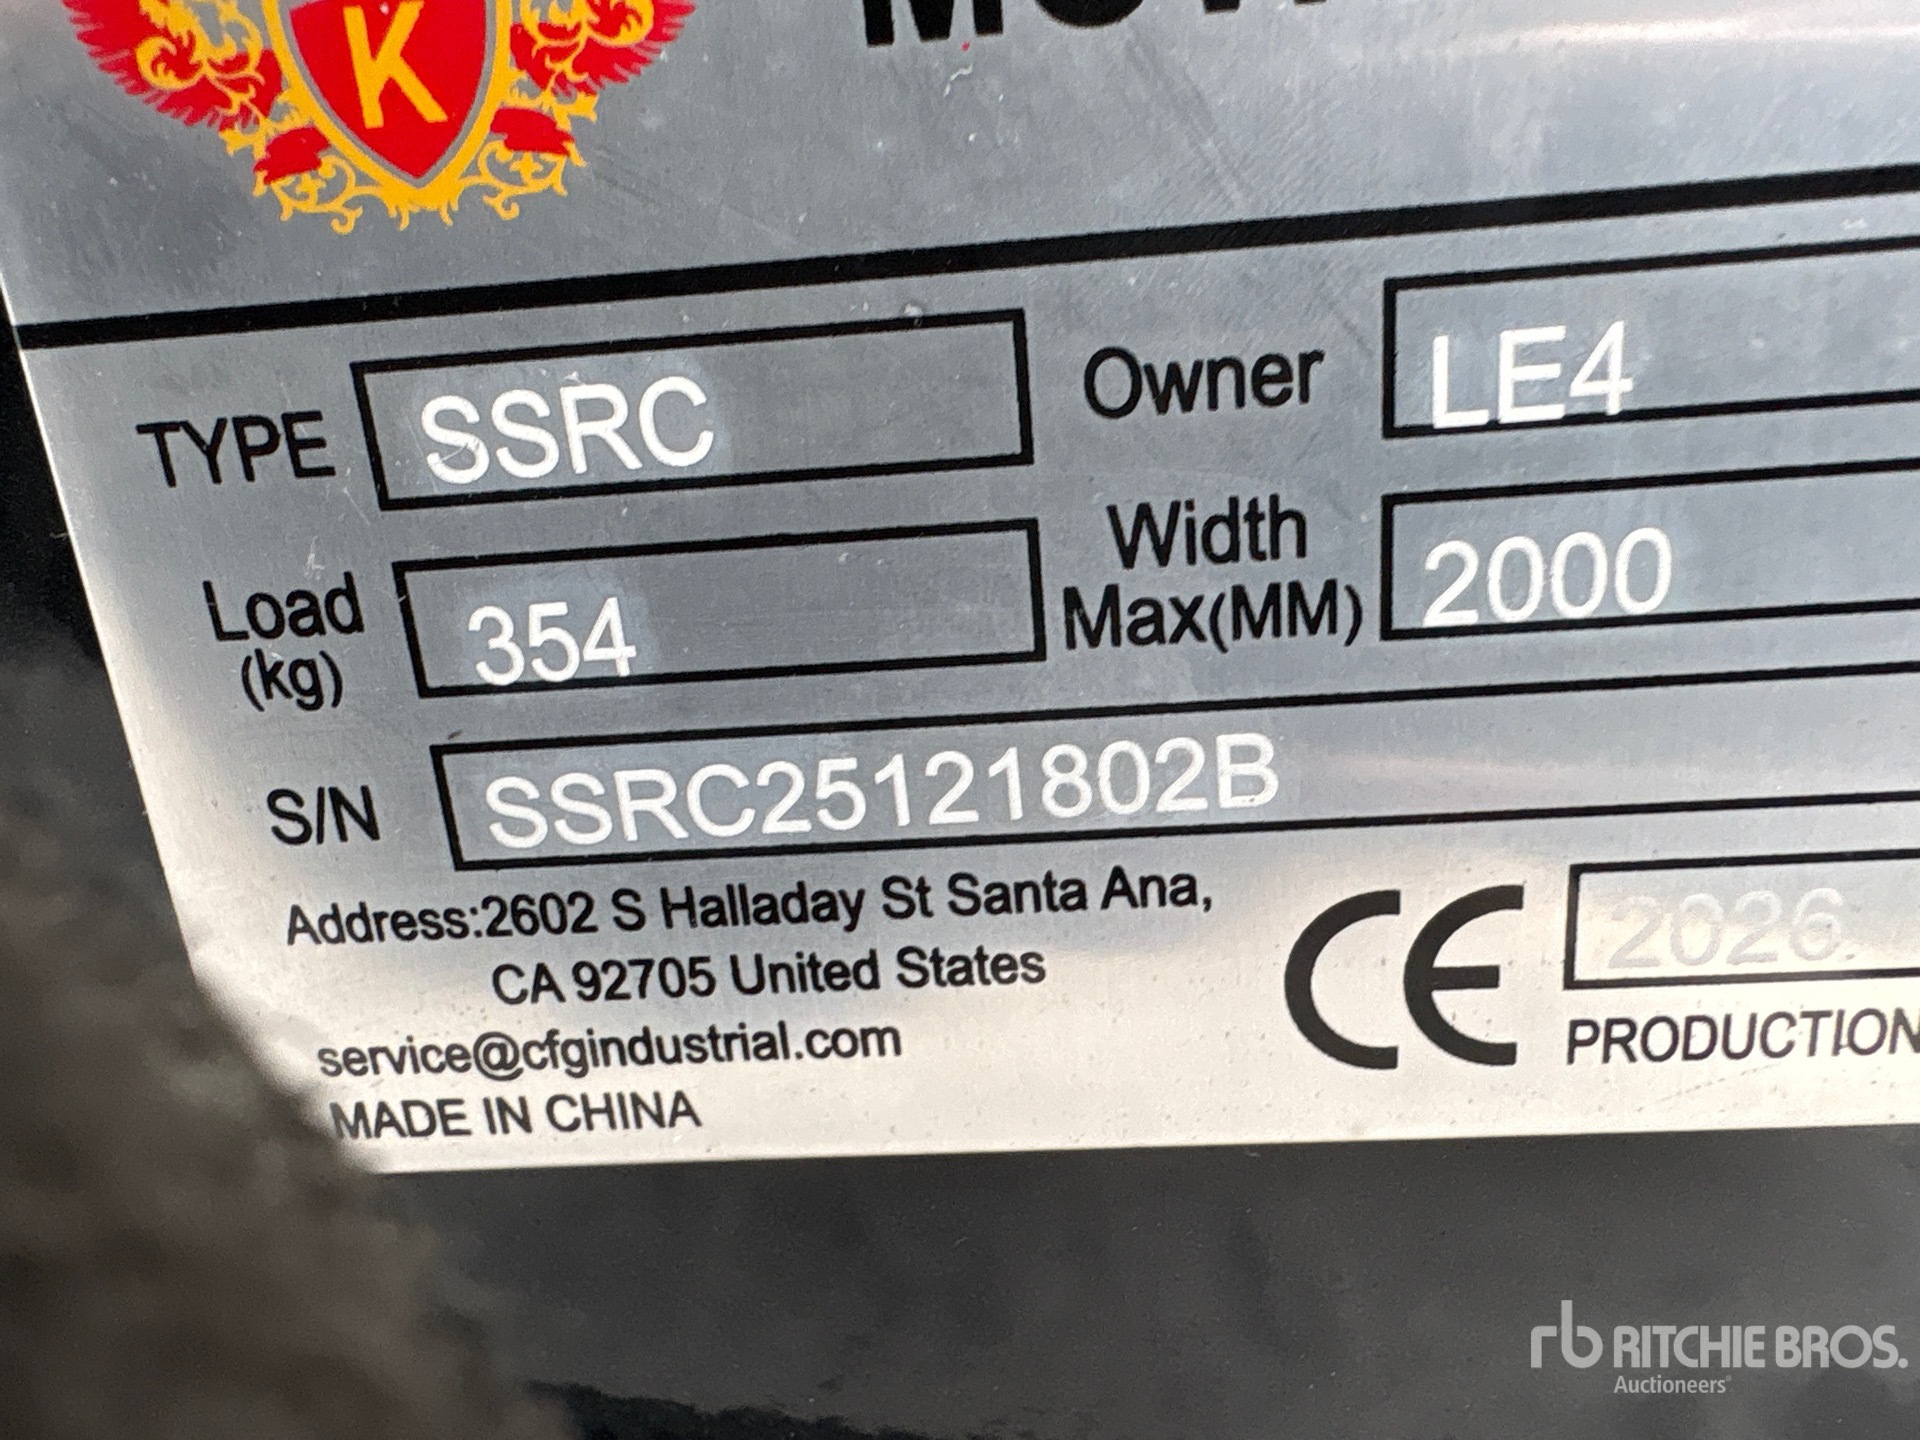 K
TYPE SSRC Owner LE4
Load (kg) 354 Width Max(MM) 2000
S/N SSRC25121802B
Address:2602 S Halladay St Santa Ana,
CA 92705 United States
service@cfgindustrial.com
MADE IN CHINA
CE 2026
PRODUCTION
rb RITCHIE BROS.
Auctioneers